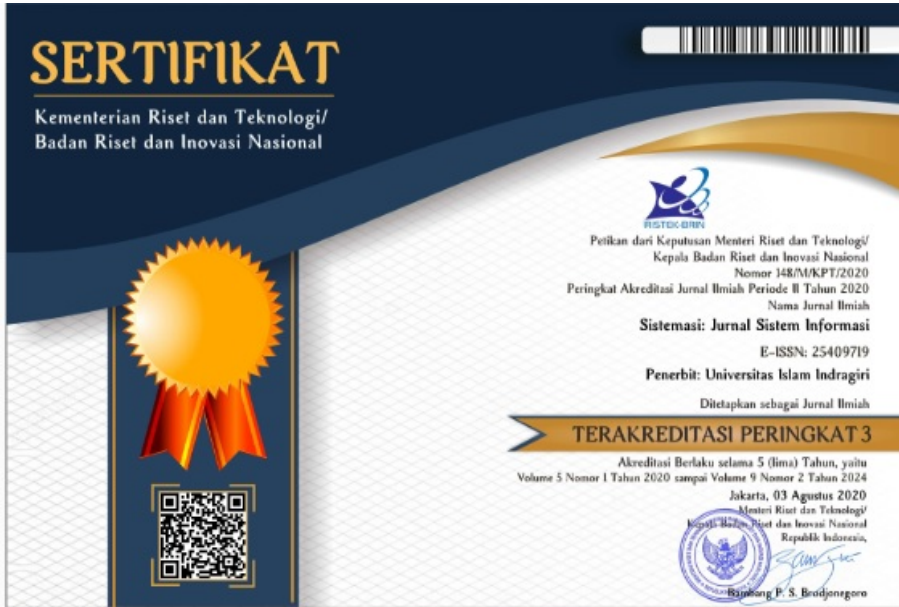 SERTIFIKAT
Kementerian Riset dan Teknologi/
Badan Riset dan Inovasi Nasional
RISTEK-BRIN
Petikan dari Keputusan Menteri Riset dan Teknologi/
Kepala Badan Riset dan Inovasi Nasional
Nomor 148/M/KPT/2020
Peringkat Akreditasi Jurnal Ilmiah Periode II Tahun 2020
Nama Jurnal Ilmiah
Sistemasi: Jurnal Sistem Informasi
E-ISSN: 25409719
Penerbit: Universitas Islam Indragiri
Ditetapkan sebagai Jurnal Ilmiah
TERAKREDITASI PERINGKAT 3
Akreditasi Berlaku selama 5 (lima) Tahun, yaitu
Volume 5 Nomor 1 Tahun 2020 sampai Volume 9 Nomor 2 Tahun 2024
Jakarta, 03 Agustus 2020
Menteri Riset dan Teknologi/
Kepala Badan Riset dan Inovasi Nasional
Republik Indonesia,
Bambang P. S. Brodjonegoro